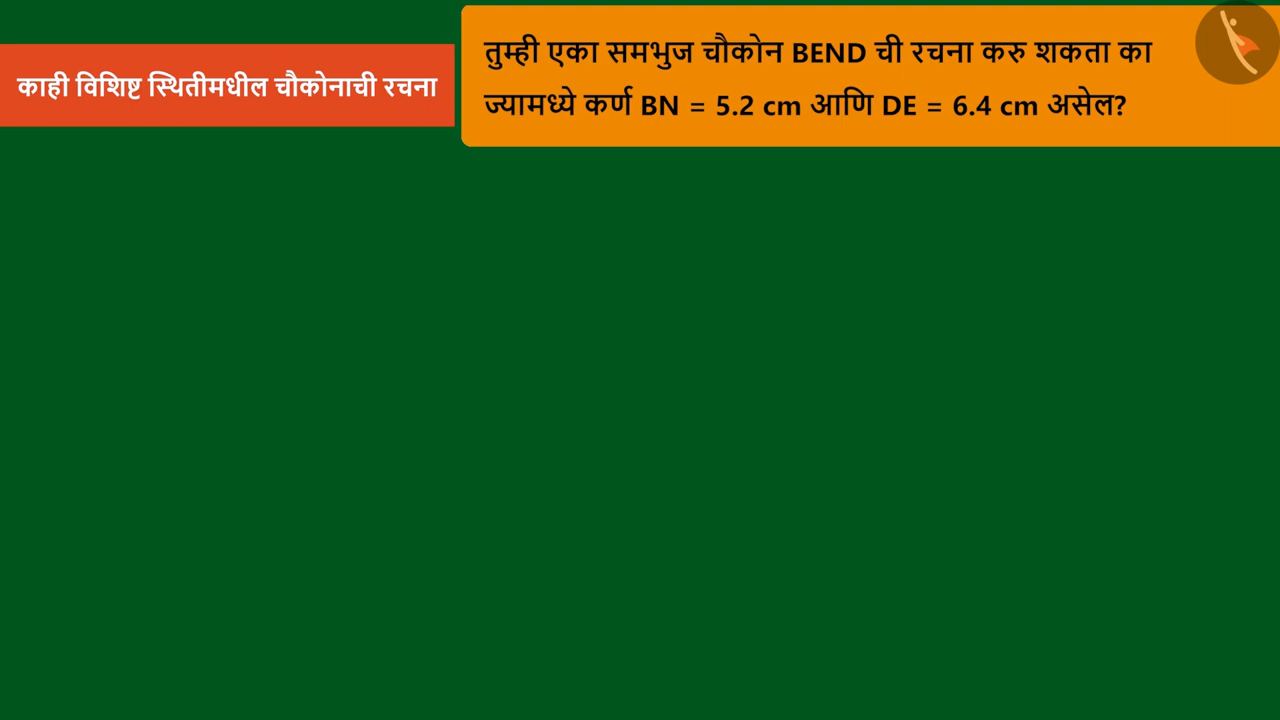 काही विशिष्ट स्थितीमधील चौकोनाची रचना
तुम्ही एका समभुज चौकोन BEND ची रचना करु शकता का
ज्यामध्ये कर्ण BN = 5.2 cm आणि DE = 6.4 cm असेल?